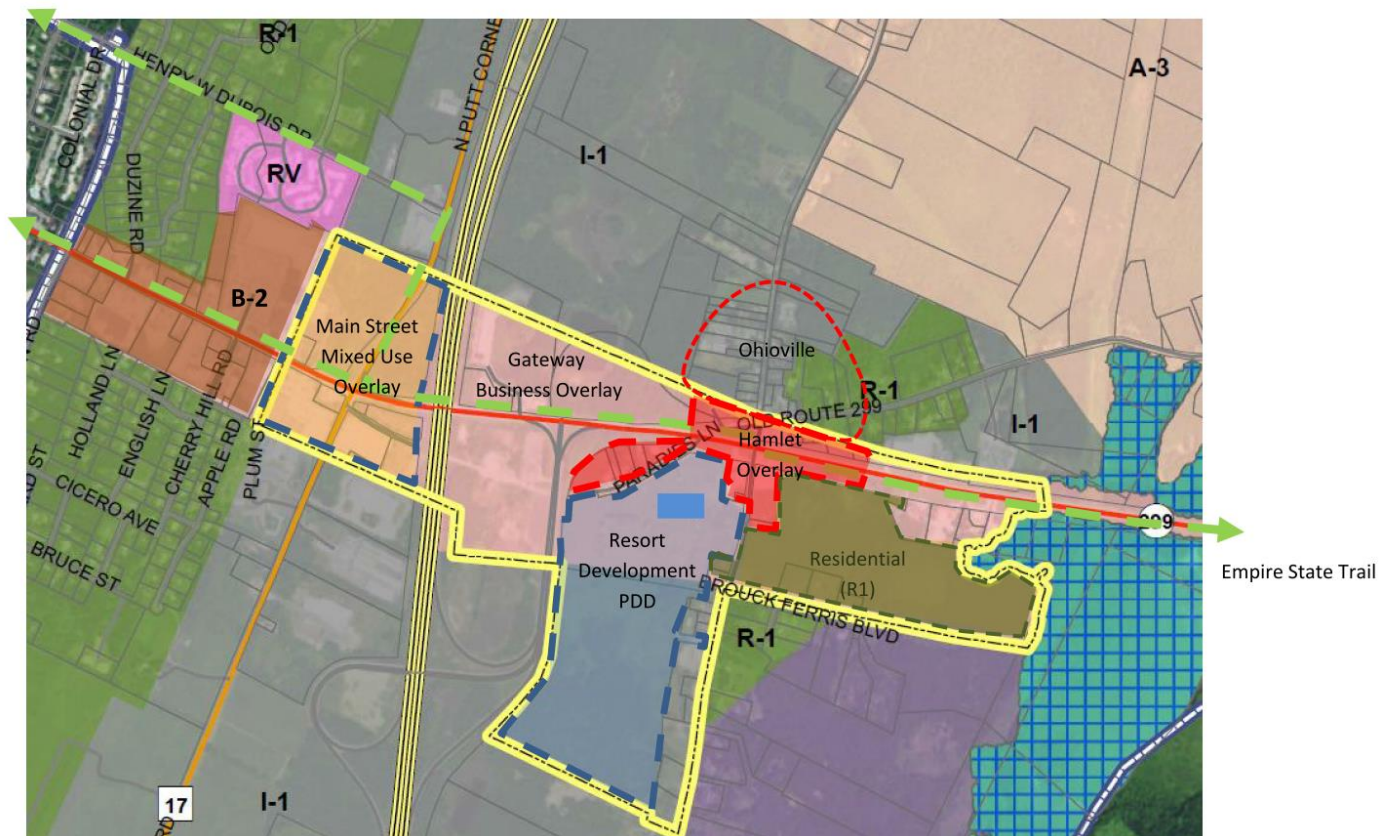 R-1
COLONIAL DR
HENRY W DUBOIS DR
N PUTT CORNE
A-3
I-1
DUZINE RD
RV
B-2
Main Street
Mixed Use
Overlay
Gateway
Business Overlay
Ohioville
R-1
OLD ROUTE 299
I-1
Hamlet
Overlay
PARADIES LN
HOLLAND LN
ENGLISH LN
CHERRY HILL RD
APPLE RD
PLUM ST
CICERO AVE
BRUCE ST
299
Empire State Trail
Resort
Development
PDD
Residential
(R1)
BROUCK FERRIS BLVD
R-1
17
I-1
RD